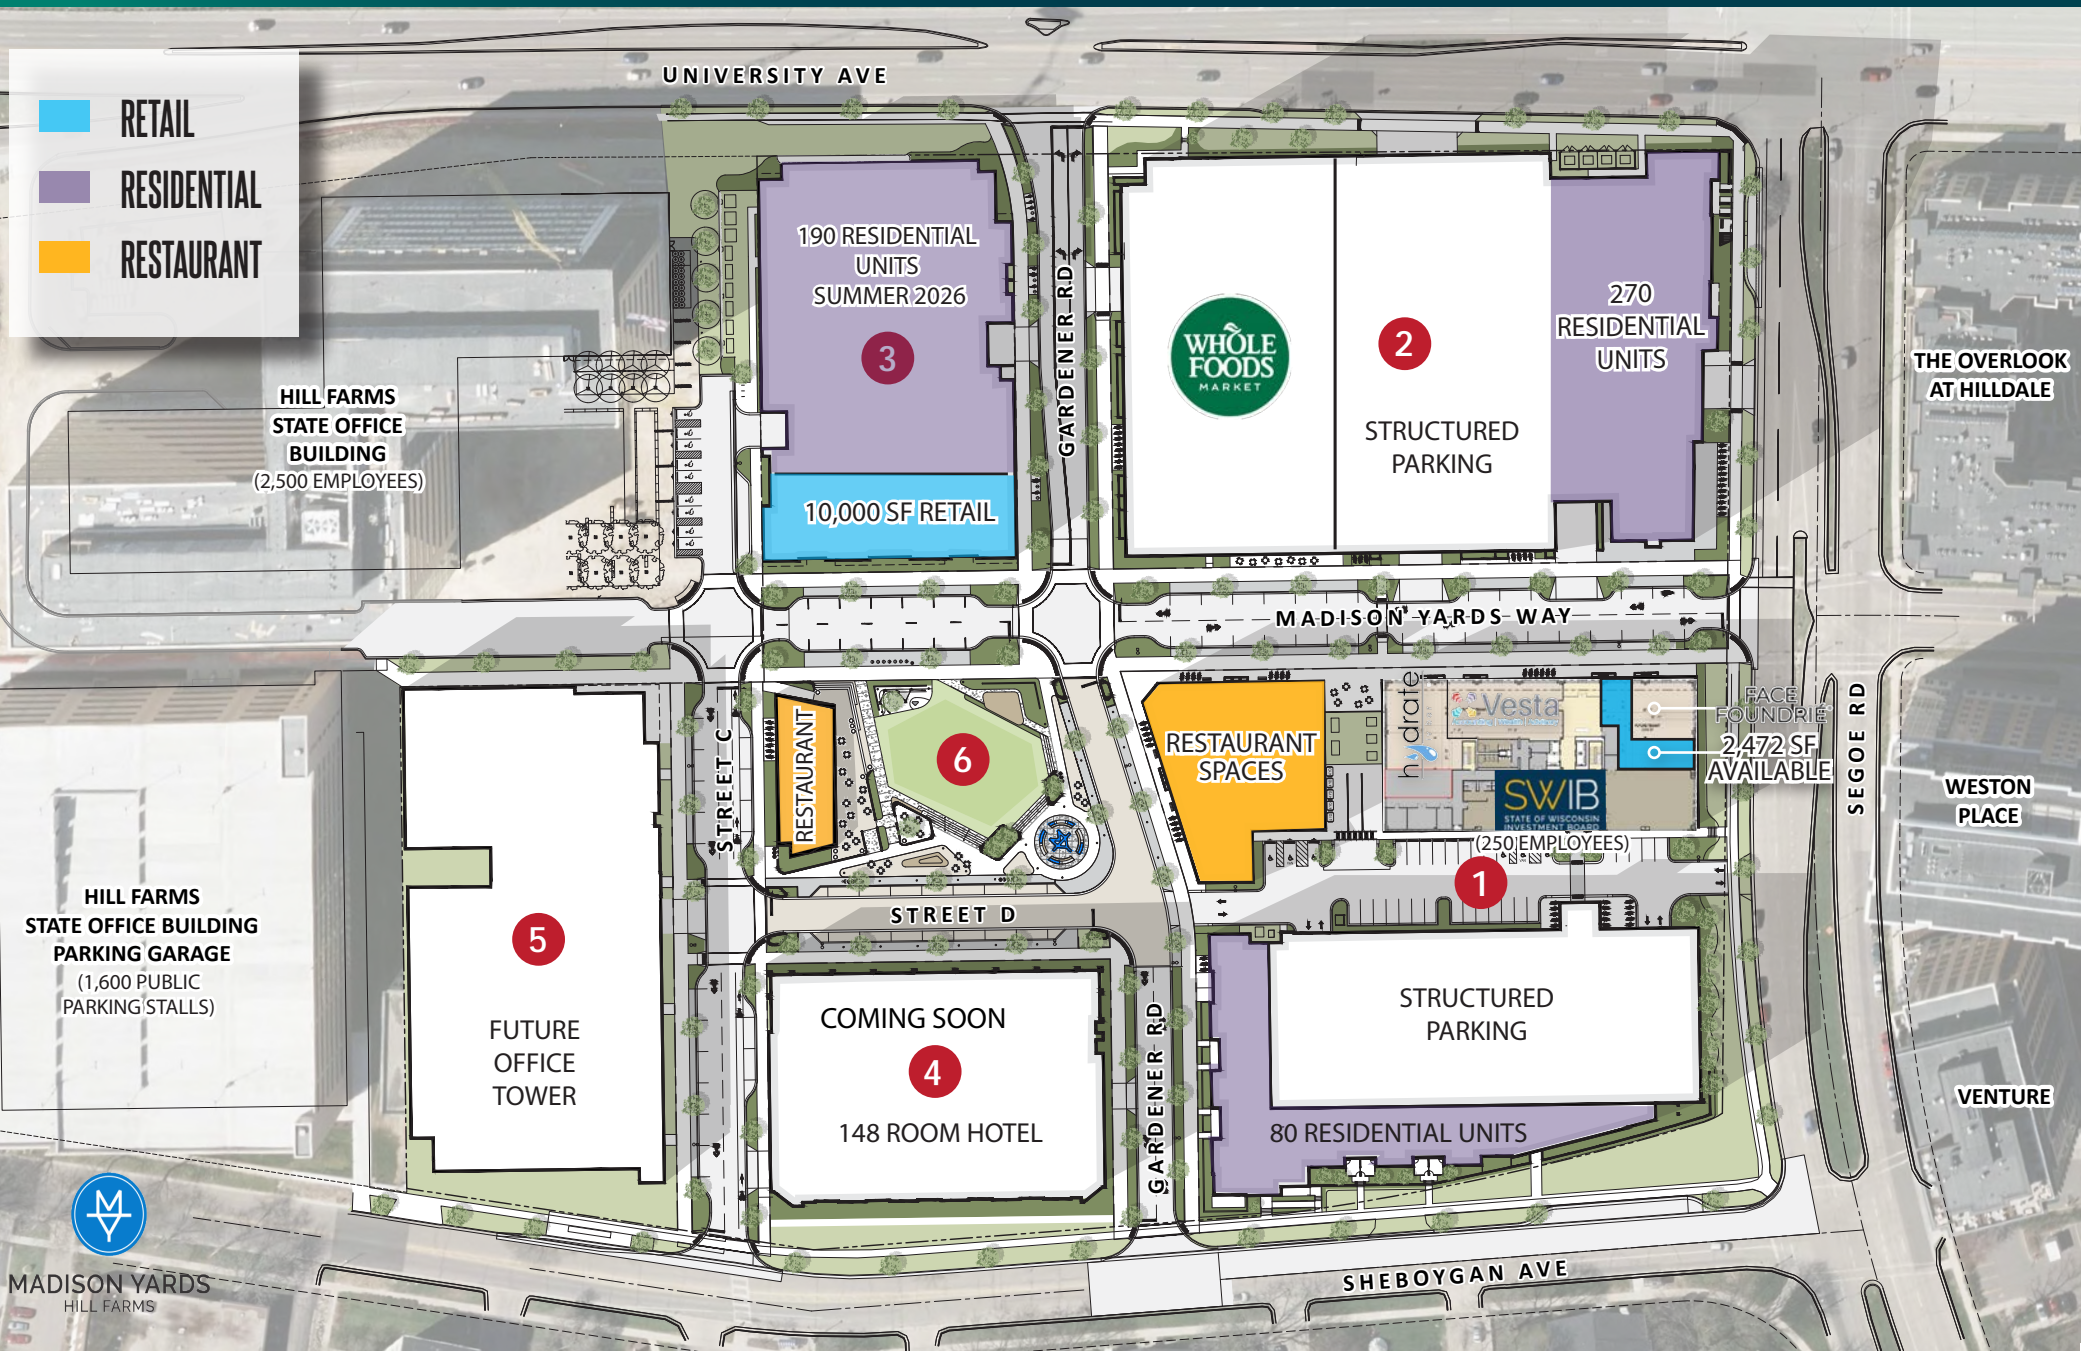 UNIVERSITY AVE
RETAIL
RESIDENTIAL
RESTAURANT
190 RESIDENTIAL
UNITS
SUMMER 2026
3
10,000 SF RETAIL
GARDENER RD
WHOLE
FOODS
MARKET
2
STRUCTURED
PARKING
270
RESIDENTIAL
UNITS
THE OVERLOOK
AT HILLDALE
HILL FARMS
STATE OFFICE
BUILDING
(2,500 EMPLOYEES)
MADISON YARDS WAY
STREET C
RESTAURANT
6
RESTAURANT
SPACES
hydrate
Vesta
FACE
FOUNDRIE
2,472 SF
AVAILABLE
SWIB
STATE OF WISCONSIN
INVESTMENT BOARD
(250 EMPLOYEES)
1
SEGOE RD
WESTON
PLACE
HILL FARMS
STATE OFFICE BUILDING
PARKING GARAGE
(1,600 PUBLIC
PARKING STALLS)
5
FUTURE
OFFICE
TOWER
STREET D
COMING SOON
4
148 ROOM HOTEL
GARDENER RD
STRUCTURED
PARKING
80 RESIDENTIAL UNITS
VENTURE
MY
MADISON YARDS
HILL FARMS
SHEBOYGAN AVE